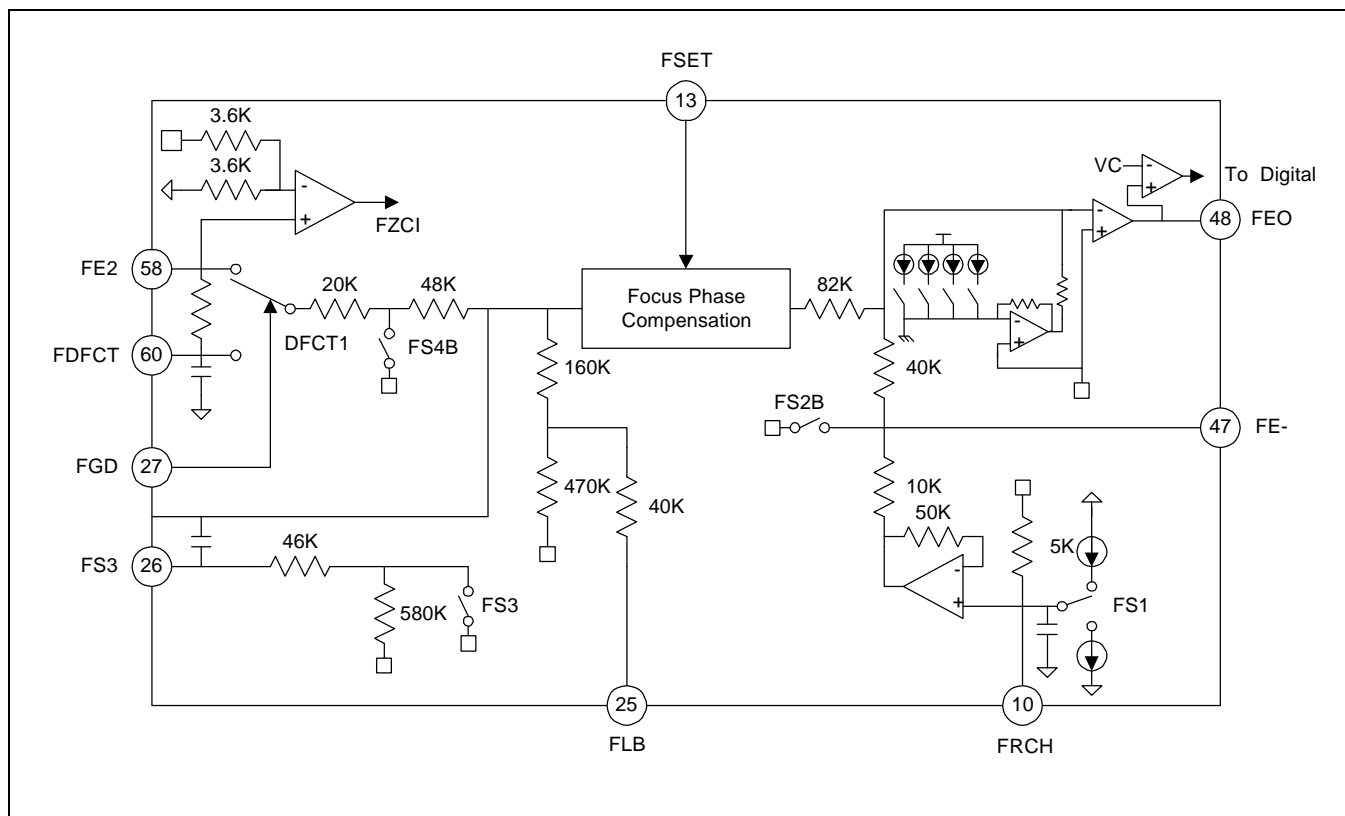 FSET
13
3.6K
3.6K
-
+
FZCI
VC
-
+
To Digital
-
+
48
FEO
FE2
58
20K
48K
Focus Phase
Compensation
82K
-
+
DFCT1
FS4B
FDFCT
60
160K
40K
FS2B
47
FE-
FGD
27
470K
40K
10K
50K
5K
-
+
FS1
FS3
26
46K
580K
FS3
25
FLB
10
FRCH